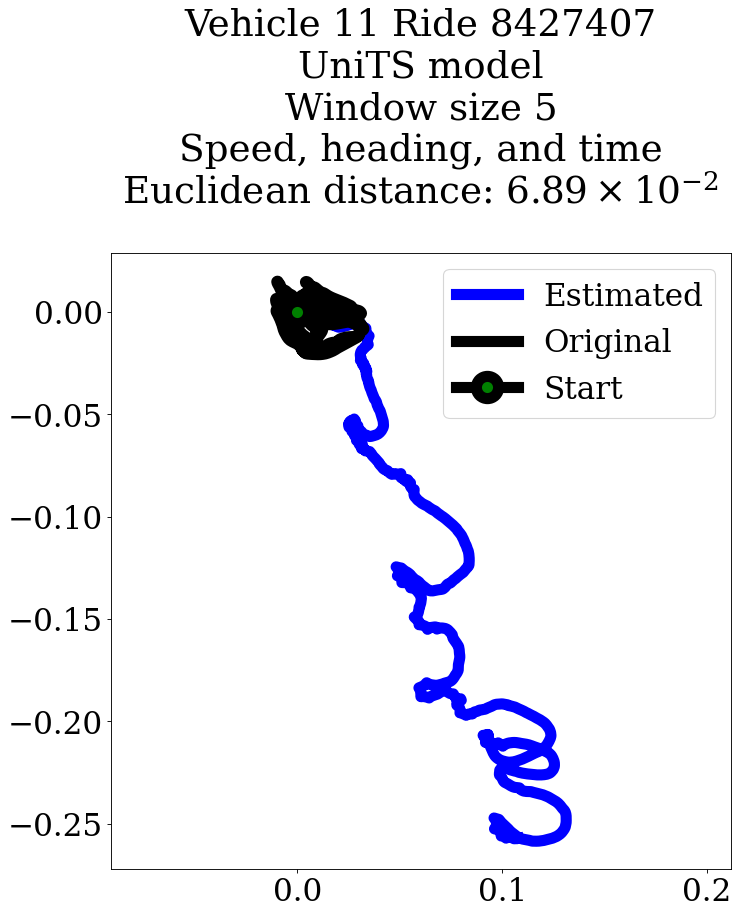 Vehicle 11 Ride 8427407
UniTS model
Window size 5
Speed, heading, and time
Euclidean distance: 6.89 × 10⁻²
Estimated
Original
Start
0.00
−0.05
−0.10
−0.15
−0.20
−0.25
0.0 0.1 0.2